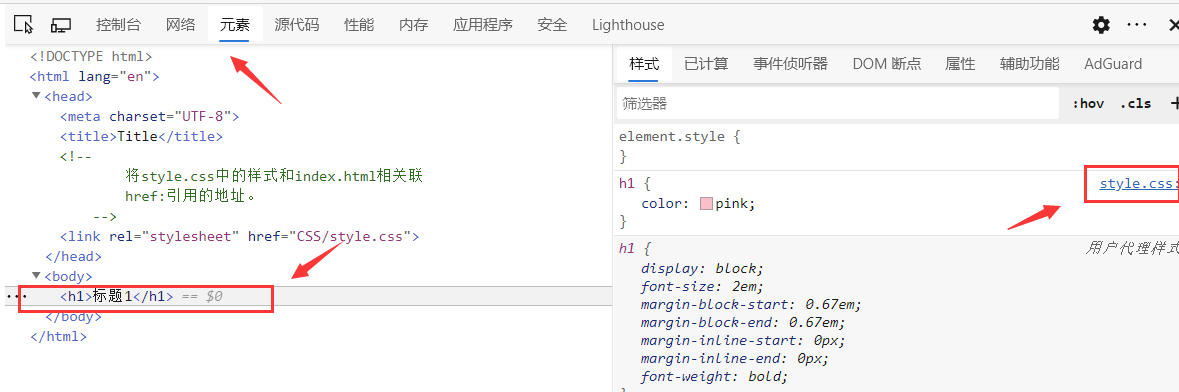 控制台 网络 元素 源代码 性能 内存 应用程序 安全 Lighthouse
<!DOCTYPE html>
<html lang="en">
<head>
<meta charset="UTF-8">
<title>Title</title>
<!--
将style.css中的样式和index.html相关联
href:引用的地址。
-->
<link rel="stylesheet" href="CSS/style.css">
</head>
<body>
<h1>标题1</h1> == $0
</body>
</html>
样式 已计算 事件侦听器 DOM 断点 属性 辅助功能 AdGuard
筛选器 :hov .cls +
element.style {
}
h1 { style.css:
color: pink;
}
h1 { 用户代理样式
display: block;
font-size: 2em;
margin-block-start: 0.67em;
margin-block-end: 0.67em;
margin-inline-start: 0px;
margin-inline-end: 0px;
font-weight: bold;
}